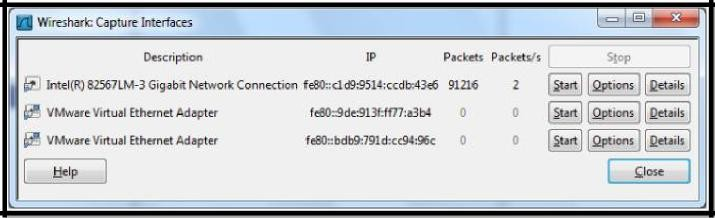 Wireshark: Capture Interfaces
Description IP Packets Packets/s Stop
Intel(R) 82567LM-3 Gigabit Network Connection fe80::c1d9:9514:ccdb:43e6 91216 2 Start Options Details
VMware Virtual Ethernet Adapter fe80::9de:913f:ff77:a3b4 0 0 Start Options Details
VMware Virtual Ethernet Adapter fe80::bdb9:791d:cc94:96c 0 0 Start Options Details
Help Close